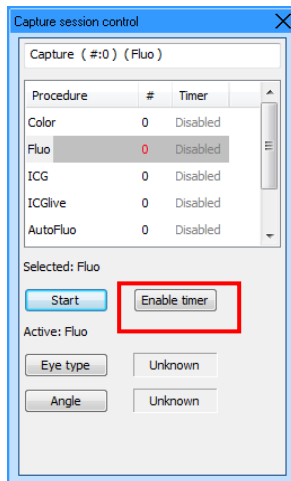 Capture session control
Capture ( #:0 ) ( Fluo )
Procedure # Timer
Color 0 Disabled
Fluo 0 Disabled
ICG 0 Disabled
ICGlive 0 Disabled
AutoFluo 0 Disabled
Selected: Fluo
Start Enable timer
Active: Fluo
Eye type Unknown
Angle Unknown